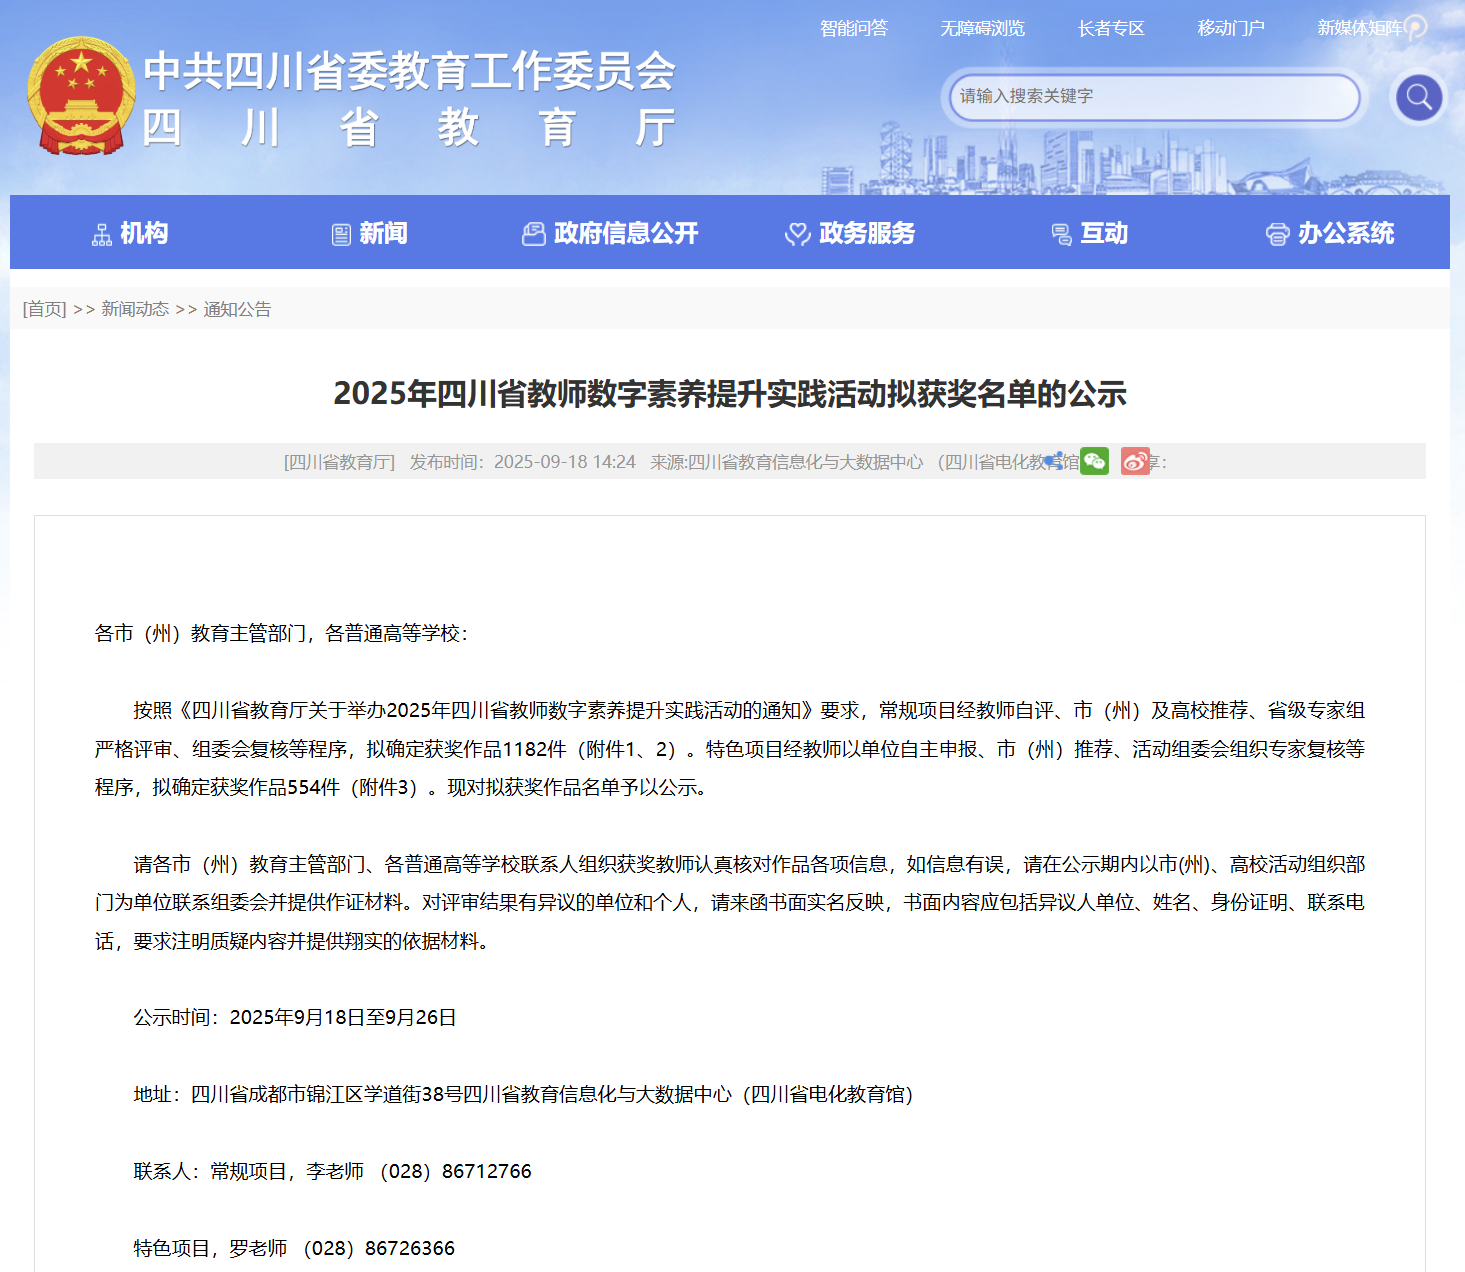 智能问答 无障碍浏览 长者专区 移动门户 新媒体矩阵
中共四川省委教育工作委员会
四川省教育厅
请输入搜索关键字
机构 新闻 政府信息公开 政务服务 互动 办公系统
[首页] >> 新闻动态 >> 通知公告
2025年四川省教师数字素养提升实践活动拟获奖名单的公示
[四川省教育厅] 发布时间：2025-09-18 14:24 来源:四川省教育信息化与大数据中心 （四川省电化教育馆 享：
各市（州）教育主管部门，各普通高等学校：
按照《四川省教育厅关于举办2025年四川省教师数字素养提升实践活动的通知》要求，常规项目经教师自评、市（州）及高校推荐、省级专家组
严格评审、组委会复核等程序，拟确定获奖作品1182件（附件1、2）。特色项目经教师以单位自主申报、市（州）推荐、活动组委会组织专家复核等
程序，拟确定获奖作品554件（附件3）。现对拟获奖作品名单予以公示。
请各市（州）教育主管部门、各普通高等学校联系人组织获奖教师认真核对作品各项信息，如信息有误，请在公示期内以市(州)、高校活动组织部
门为单位联系组委会并提供作证材料。对评审结果有异议的单位和个人，请来函书面实名反映，书面内容应包括异议人单位、姓名、身份证明、联系电
话，要求注明质疑内容并提供翔实的依据材料。
公示时间：2025年9月18日至9月26日
地址：四川省成都市锦江区学道街38号四川省教育信息化与大数据中心（四川省电化教育馆）
联系人：常规项目，李老师 （028）86712766
特色项目，罗老师 （028）86726366